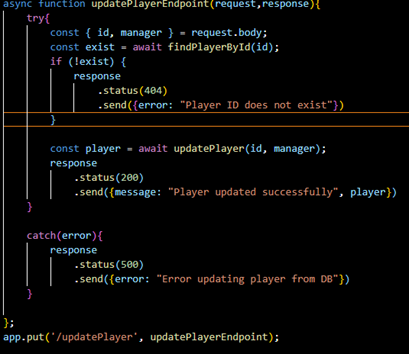 async function updatePlayerEndpoint(request,response){
try{
const { id, manager } = request.body;
const exist = await findPlayerById(id);
if (!exist) {
response
.status(404)
.send({error: "Player ID does not exist"})
}
const player = await updatePlayer(id, manager);
response
.status(200)
.send({message: "Player updated successfully", player})
}
catch(error){
response
.status(500)
.send({error: "Error updating player from DB"})
}
};
app.put('/updatePlayer', updatePlayerEndpoint);